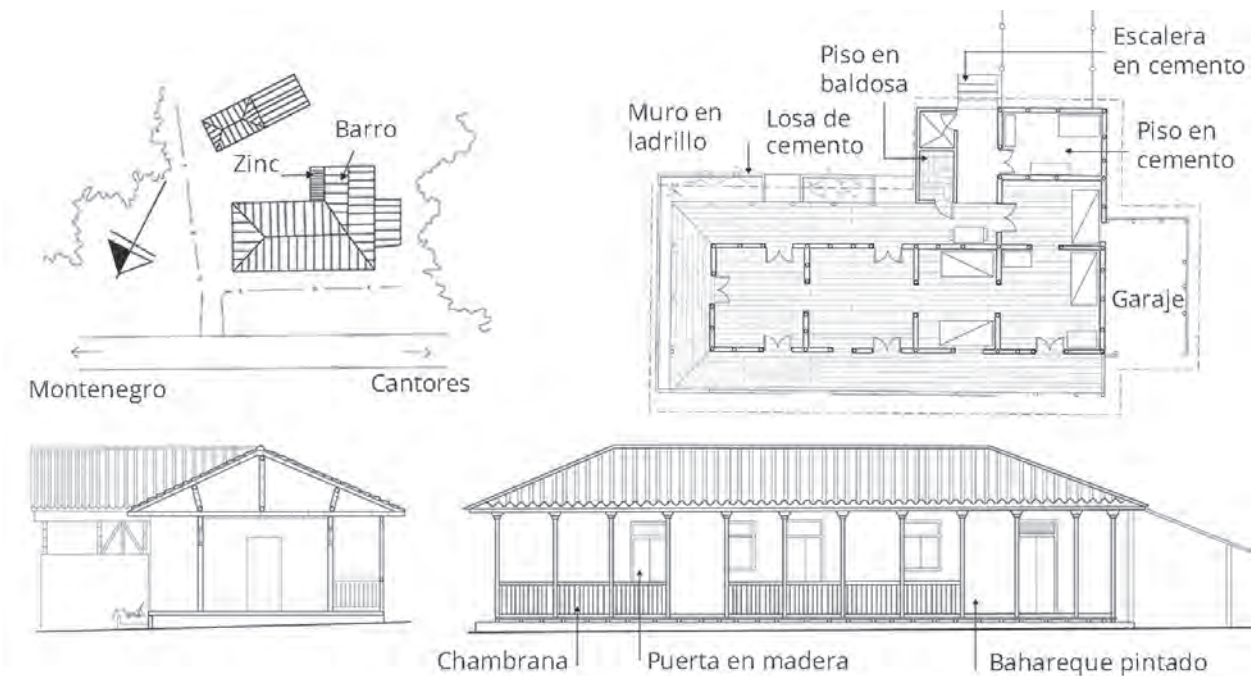 Barro
Zinc
Montenegro
Cantores
Escalera
en cemento
Piso en
baldosa
Muro en
ladrillo
Losa de
cemento
Piso en
cemento
Garaje
Chambrana
Puerta en madera
Bahareque pintado